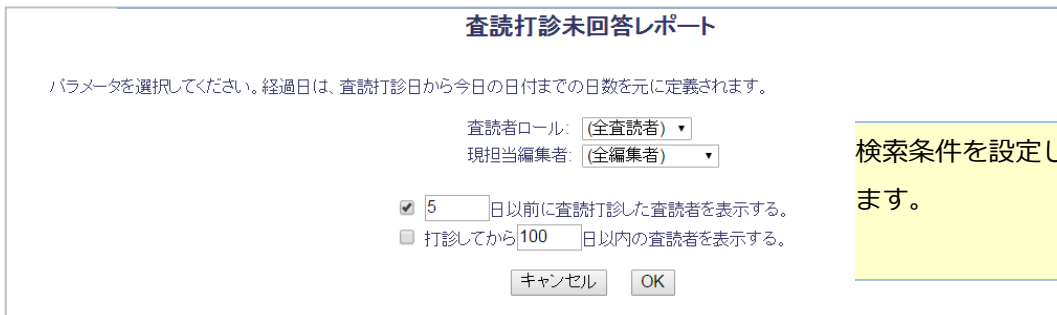 査読打診未回答レポート
パラメータを選択してください。経過日は、査読打診日から今日の日付までの日数を元に定義されます。
査読者ロール: (全査読者)
現担当編集者: (全編集者)
検索条件を設定し
ます。
5 日以前に査読打診した査読者を表示する。
打診してから 100 日以内の査読者を表示する。
キャンセル OK